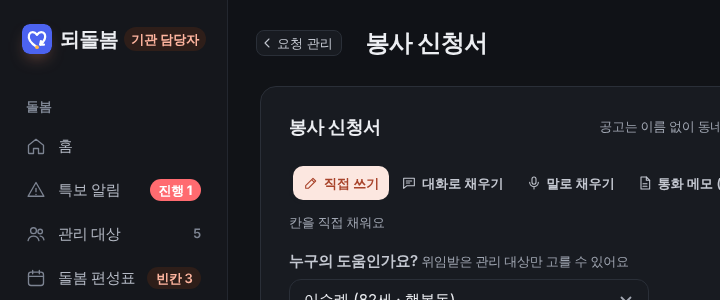 되돌봄 기관 담당자
요청 관리
봉사 신청서
돌봄
홈
특보 알림 진행 1
관리 대상 5
돌봄 편성표 빈칸 3
봉사 신청서
공고는 이름 없이
직접 쓰기 대화로 채우기 말로 채우기 통화 메모
칸을 직접 채워요
누구의 도움인가요? 위임받은 관리 대상만 고를 수 있어요